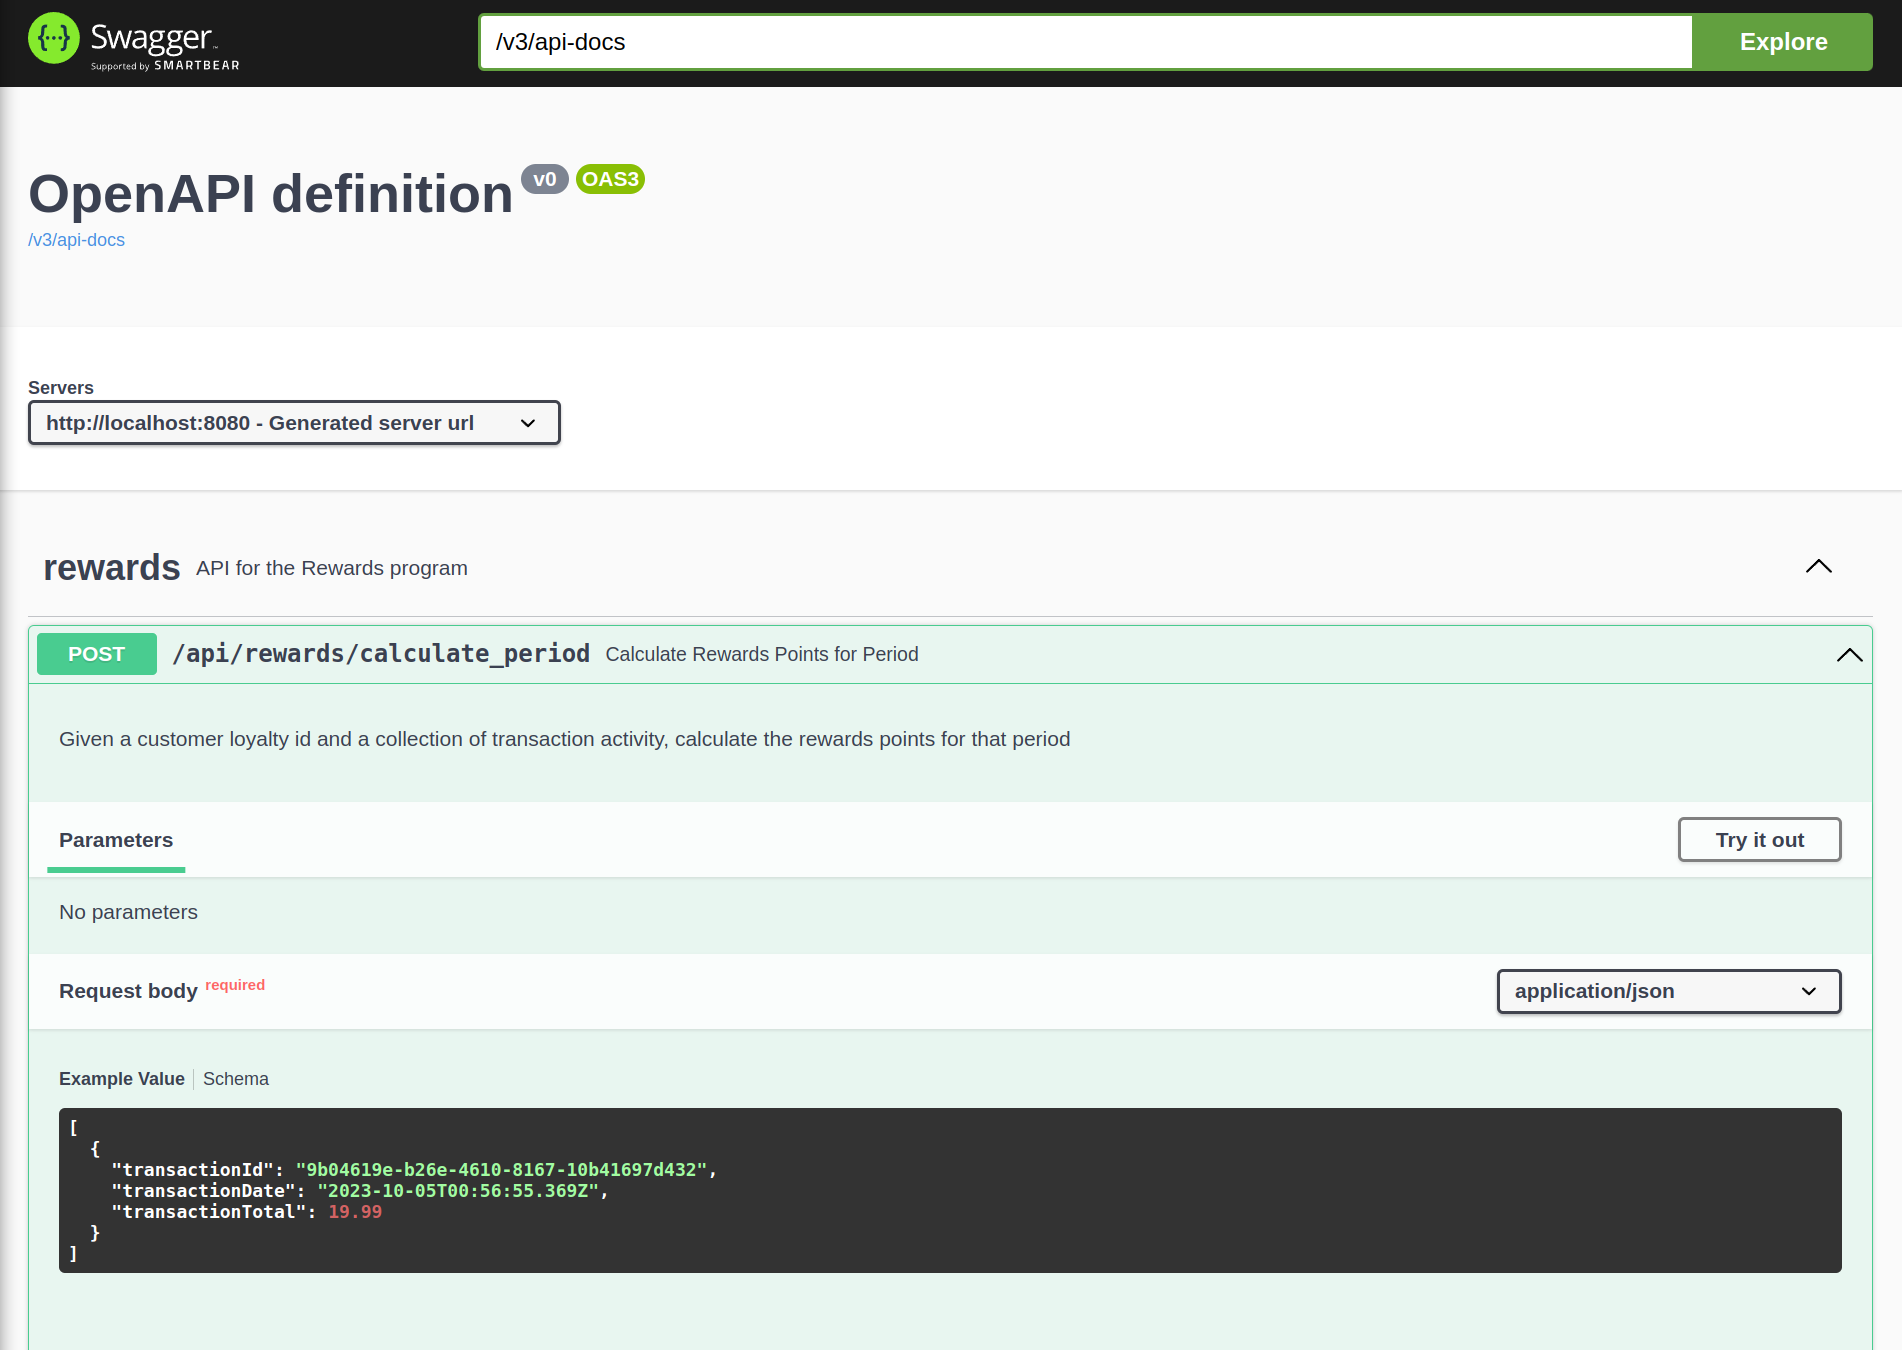 {···} Swagger™
Supported by SMARTBEAR
/v3/api-docs
Explore
OpenAPI definition v0 OAS3
/v3/api-docs
Servers
http://localhost:8080 - Generated server url
rewards API for the Rewards program
POST /api/rewards/calculate_period Calculate Rewards Points for Period
Given a customer loyalty id and a collection of transaction activity, calculate the rewards points for that period
Parameters
Try it out
No parameters
Request body required
application/json
Example Value Schema
[
  {
    "transactionId": "9b04619e-b26e-4610-8167-10b41697d432",
    "transactionDate": "2023-10-05T00:56:55.369Z",
    "transactionTotal": 19.99
  }
]